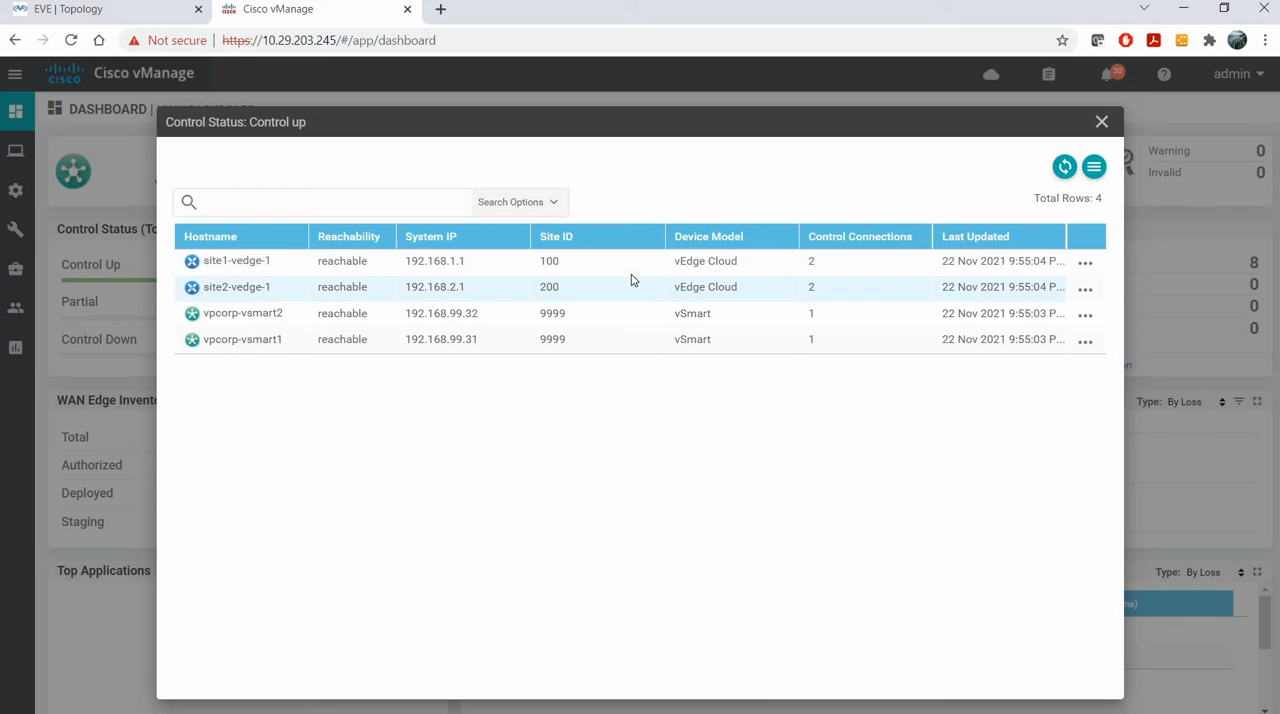 EVE | Topology
Cisco vManage
Not secure | https://10.29.203.245/#/app/dashboard
cisco Cisco vManage
30
admin
DASHBOARD |
Control Status: Control up
Warning 0
Invalid 0
Search Options
Total Rows: 4
Hostname Reachability System IP Site ID Device Model Control Connections Last Updated
site1-vedge-1 reachable 192.168.1.1 100 vEdge Cloud 2 22 Nov 2021 9:55:04 P... ...
site2-vedge-1 reachable 192.168.2.1 200 vEdge Cloud 2 22 Nov 2021 9:55:04 P... ...
vpcorp-vsmart2 reachable 192.168.99.32 9999 vSmart 1 22 Nov 2021 9:55:03 P... ...
vpcorp-vsmart1 reachable 192.168.99.31 9999 vSmart 1 22 Nov 2021 9:55:03 P... ...
Control Status (To
Control Up
Partial
Control Down
8
0
0
0
on
WAN Edge Invento
Type: By Loss
Total
Authorized
Deployed
Staging
Top Applications
Type: By Loss
ns)